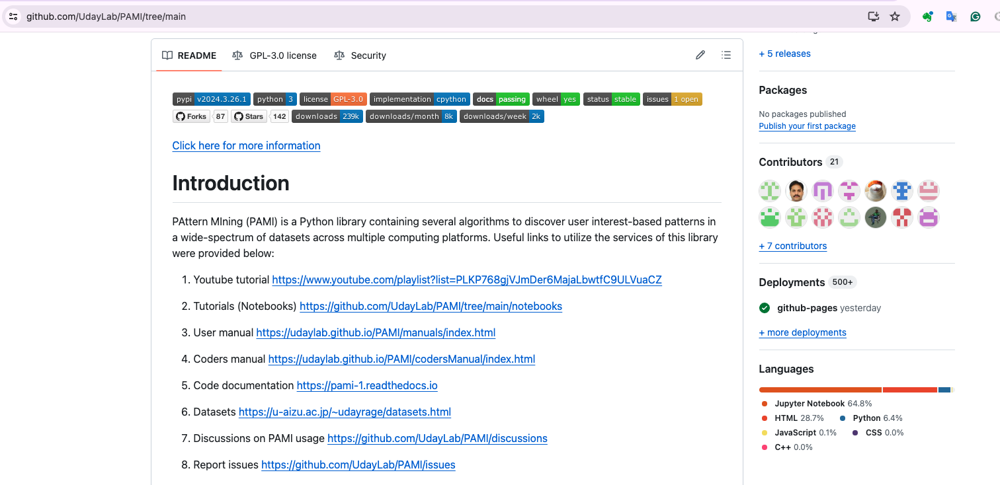 github.com/UdayLab/PAMI/tree/main
README GPL-3.0 license Security
pypi v2024.3.26.1 python 3 license GPL-3.0 implementation cpython docs passing wheel yes status stable issues 1 open
Forks 87 Stars 142 downloads 239k downloads/month 8k downloads/week 2k
Click here for more information
Introduction
PAttern MIning (PAMI) is a Python library containing several algorithms to discover user interest-based patterns in
a wide-spectrum of datasets across multiple computing platforms. Useful links to utilize the services of this library
were provided below:
1. Youtube tutorial https://www.youtube.com/playlist?list=PLKP768gjVJmDer6MajaLbwtfC9ULVuaCZ
2. Tutorials (Notebooks) https://github.com/UdayLab/PAMI/tree/main/notebooks
3. User manual https://udaylab.github.io/PAMI/manuals/index.html
4. Coders manual https://udaylab.github.io/PAMI/codersManual/index.html
5. Code documentation https://pami-1.readthedocs.io
6. Datasets https://u-aizu.ac.jp/~udayrage/datasets.html
7. Discussions on PAMI usage https://github.com/UdayLab/PAMI/discussions
8. Report issues https://github.com/UdayLab/PAMI/issues
+ 5 releases
Packages
No packages published
Publish your first package
Contributors 21
+ 7 contributors
Deployments 500+
github-pages yesterday
+ more deployments
Languages
Jupyter Notebook 64.8%
HTML 28.7% Python 6.4%
JavaScript 0.1% CSS 0.0%
C++ 0.0%